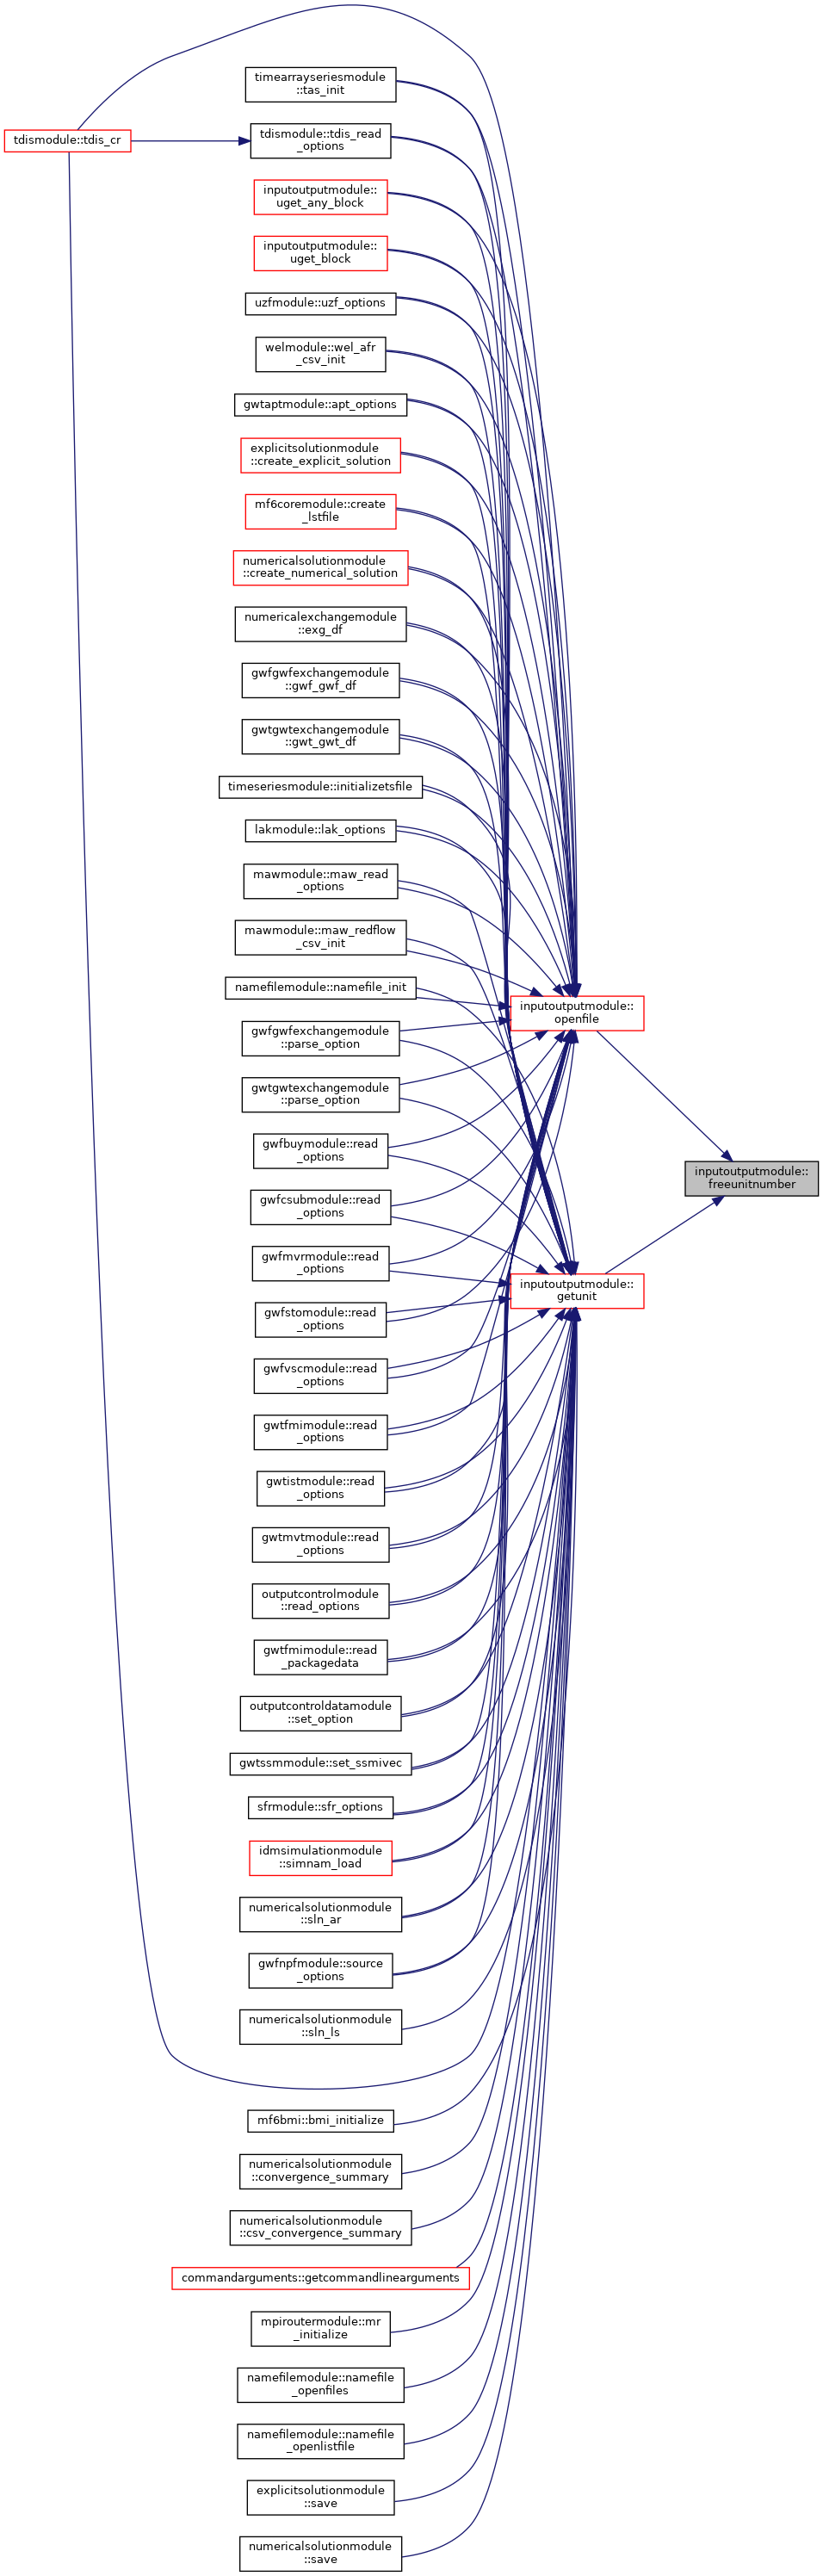 timearrayseriesmodule
::tas_init
tdismodule::tdis_cr
tdismodule::tdis_read
_options
inputoutputmodule::
uget_any_block
inputoutputmodule::
uget_block
uzfmodule::uzf_options
welmodule::wel_afr
_csv_init
gwtaptmodule::apt_options
explicitsolutionmodule
::create_explicit_solution
mf6coremodule::create
_lstfile
numericalsolutionmodule
::create_numerical_solution
numericalexchangemodule
::exg_df
gwfgwfexchangemodule
::gwf_gwf_df
gwtgwtexchangemodule
::gwt_gwt_df
timeseriesmodule::initializetsfile
lakmodule::lak_options
mawmodule::maw_read
_options
mawmodule::maw_redflow
_csv_init
namefilemodule::namefile_init
inputoutputmodule::
openfile
gwfgwfexchangemodule
::parse_option
gwtgwtexchangemodule
::parse_option
gwfbuymodule::read
_options
inputoutputmodule::
freeunitnumber
gwfcsubmodule::read
_options
gwfmvrmodule::read
_options
inputoutputmodule::
getunit
gwfstomodule::read
_options
gwfvscmodule::read
_options
gwtfmimodule::read
_options
gwtistmodule::read
_options
gwtmvtmodule::read
_options
outputcontrolmodule
::read_options
gwtfmimodule::read
_packagedata
outputcontroldatamodule
::set_option
gwtssmmodule::set_ssmivec
sfrmodule::sfr_options
idmsimulationmodule
::simnam_load
numericalsolutionmodule
::sln_ar
gwfnpfmodule::source
_options
numericalsolutionmodule
::sln_ls
mf6bmi::bmi_initialize
numericalsolutionmodule
::convergence_summary
numericalsolutionmodule
::csv_convergence_summary
commandarguments::getcommandlinearguments
mpiroutermodule::mr
_initialize
namefilemodule::namefile
_openfiles
namefilemodule::namefile
_openlistfile
explicitsolutionmodule
::save
numericalsolutionmodule
::save